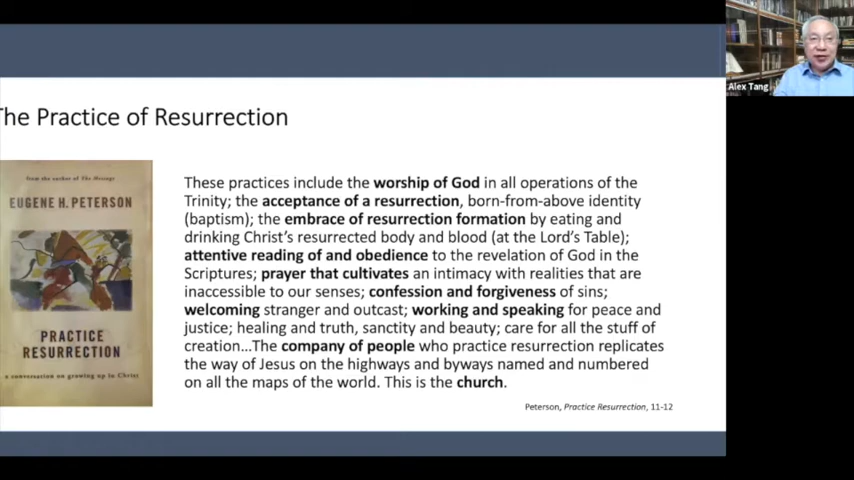 The Practice of Resurrection
from the author of The Message
EUGENE H. PETERSON
PRACTICE
RESURRECTION
a conversation on growing up in Christ
These practices include the worship of God in all operations of the
Trinity; the acceptance of a resurrection, born-from-above identity
(baptism); the embrace of resurrection formation by eating and
drinking Christ's resurrected body and blood (at the Lord's Table);
attentive reading of and obedience to the revelation of God in the
Scriptures; prayer that cultivates an intimacy with realities that are
inaccessible to our senses; confession and forgiveness of sins;
welcoming stranger and outcast; working and speaking for peace and
justice; healing and truth, sanctity and beauty; care for all the stuff of
creation...The company of people who practice resurrection replicates
the way of Jesus on the highways and byways named and numbered
on all the maps of the world. This is the church.
Peterson, Practice Resurrection, 11-12
Alex Tang